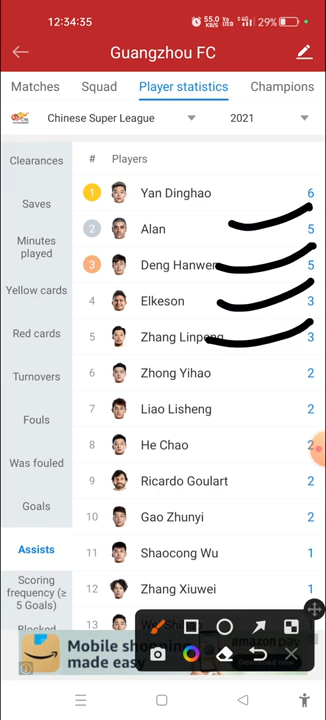 12:34:35
55.0 KB/S
4G
29%
Guangzhou FC
Matches Squad Player statistics Champions
Chinese Super League 2021
Clearances
Saves
Minutes played
Yellow cards
Red cards
Turnovers
Fouls
Was fouled
Goals
Assists
Scoring frequency (≥ 5 Goals)
Blocked
# Players
1 Yan Dinghao 6
2 Alan 5
3 Deng Hanwen 5
4 Elkeson 3
5 Zhang Linpeng 3
6 Zhong Yihao 2
7 Liao Lisheng 2
8 He Chao 2
9 Ricardo Goulart 2
10 Gao Zhunyi 2
11 Shaocong Wu 1
12 Zhang Xiuwei 1
13
Mobile shopping
made easy
amazon pay